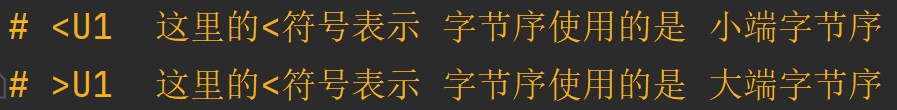 # <U1  这里的<符号表示 字节序使用的是 小端字节序
# >U1  这里的<符号表示 字节序使用的是 大端字节序